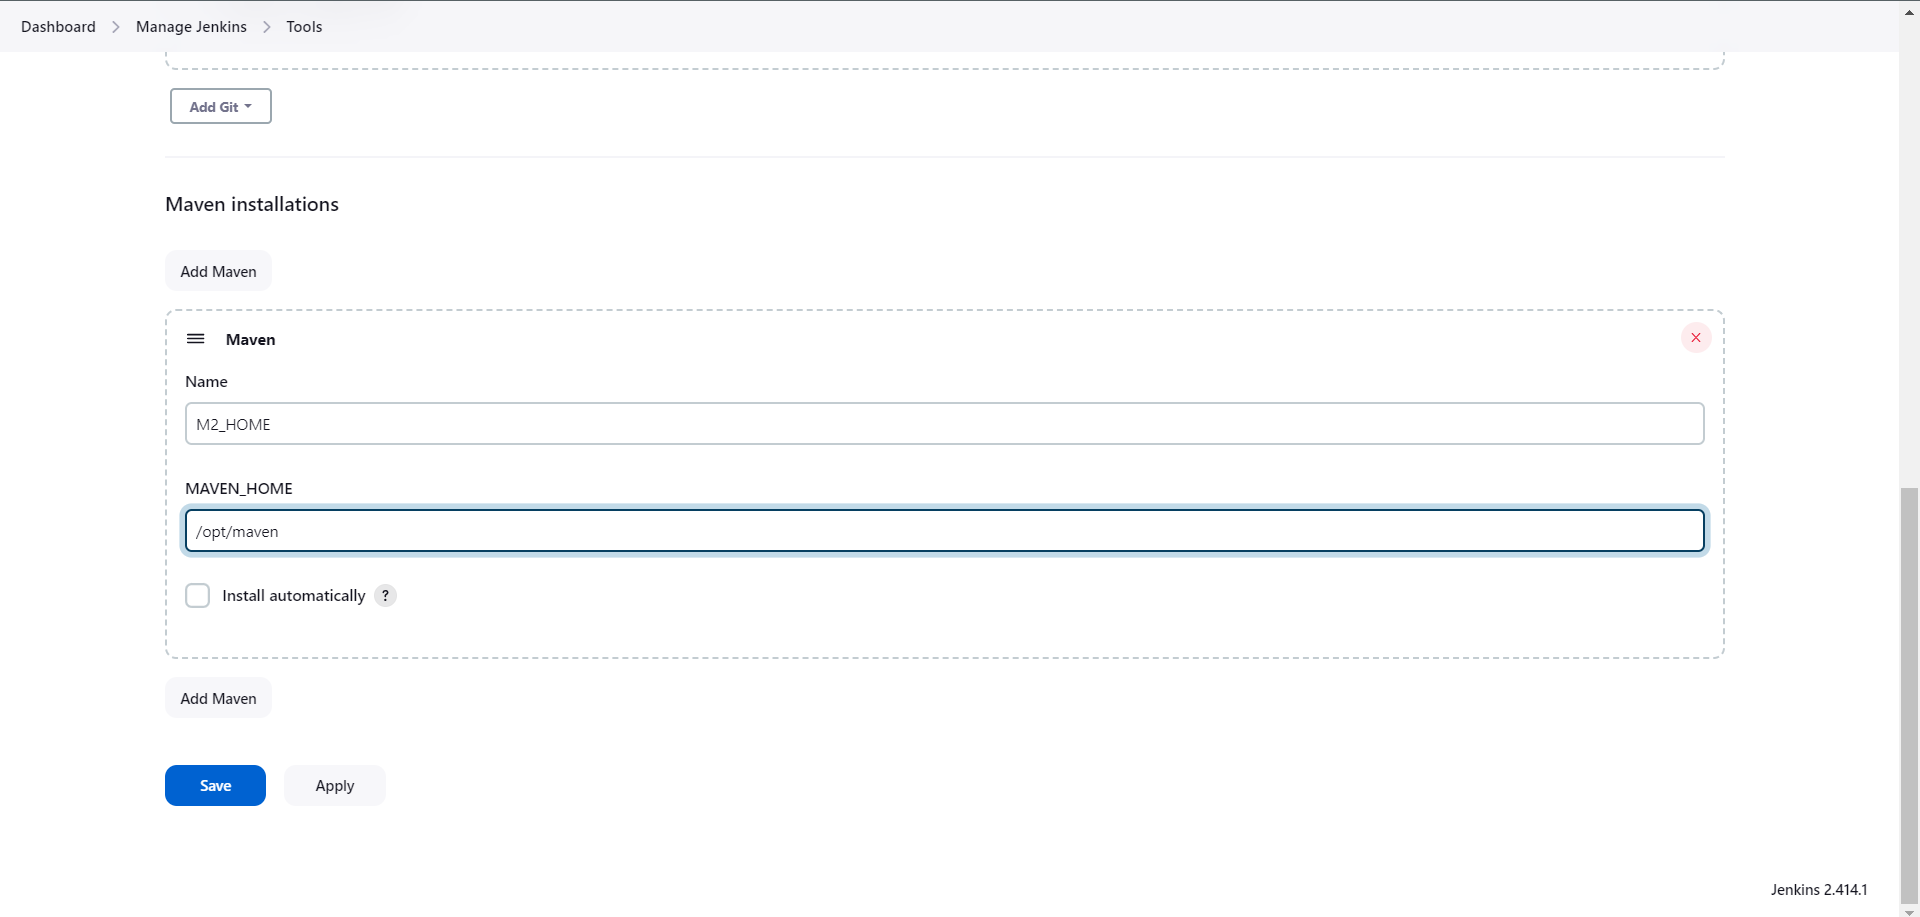 Dashboard > Manage Jenkins > Tools
Add Git
Maven installations
Add Maven
Maven
Name
M2_HOME
MAVEN_HOME
/opt/maven
Install automatically ?
Add Maven
Save Apply
Jenkins 2.414.1